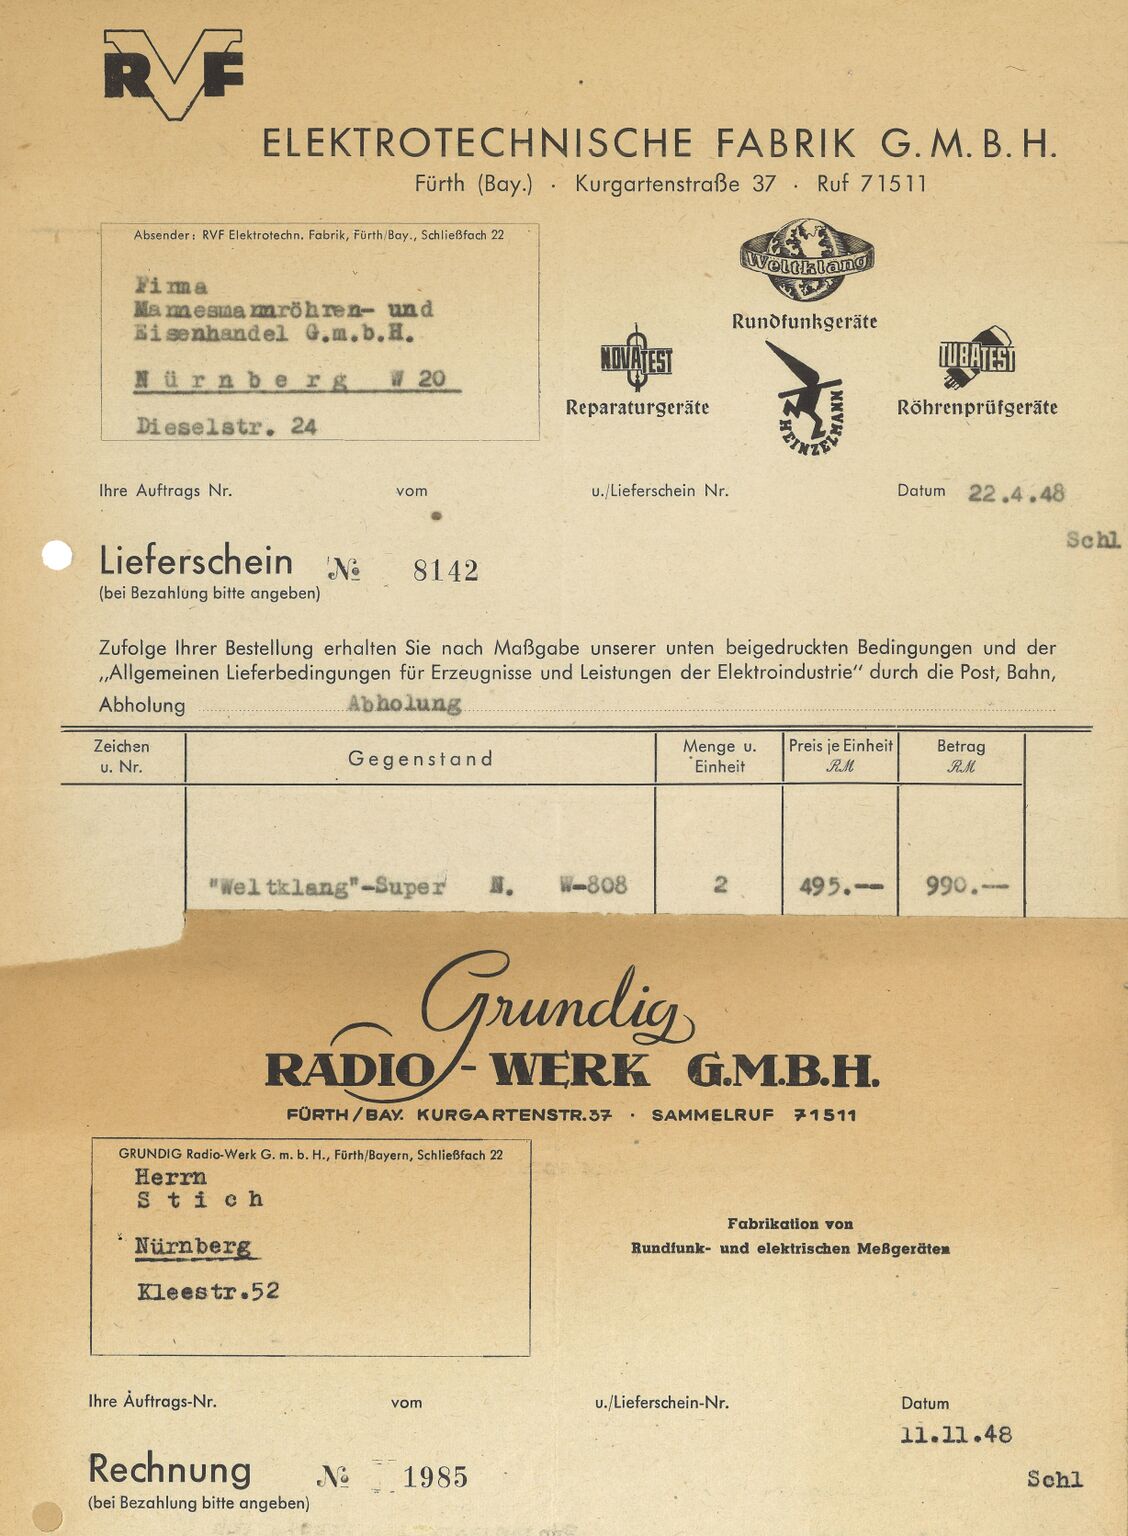 RVF
ELEKTROTECHNISCHE FABRIK G.M.B.H.
Fürth (Bay.) · Kurgartenstraße 37 · Ruf 71511
Absender: RVF Elektrotechn. Fabrik, Fürth/Bay., Schließfach 22
Firma
Mannesmannröhren- und
Eisenhandel G.m.b.H.
Nürnberg W 20
Dieselstr. 24
Weltklang
Rundfunkgeräte
NOVATEST
Reparaturgeräte
HEINZELMANN
TUBATEST
Röhrenprüfgeräte
Ihre Auftrags Nr. vom u./Lieferschein Nr. Datum 22.4.48
Schl
Lieferschein № 8142
(bei Bezahlung bitte angeben)
Zufolge Ihrer Bestellung erhalten Sie nach Maßgabe unserer unten beigedruckten Bedingungen und der
„Allgemeinen Lieferbedingungen für Erzeugnisse und Leistungen der Elektroindustrie“ durch die Post, Bahn,
Abholung Abholung
Zeichen u. Nr. Gegenstand Menge u. Einheit Preis je Einheit RM Betrag RM
"Weltklang"-Super N. W-808 2 495.-- 990.--
Grundig
RADIO-WERK G.M.B.H.
FÜRTH/BAY. KURGARTENSTR.37 · SAMMELRUF 71511
GRUNDIG Radio-Werk G. m. b. H., Fürth/Bayern, Schließfach 22
Herrn
Stich
Nürnberg
Kleestr.52
Fabrikation von
Rundfunk- und elektrischen Meßgeräten
Ihre Auftrags-Nr. vom u./Lieferschein-Nr. Datum
11.11.48
Rechnung № 1985
Schl
(bei Bezahlung bitte angeben)